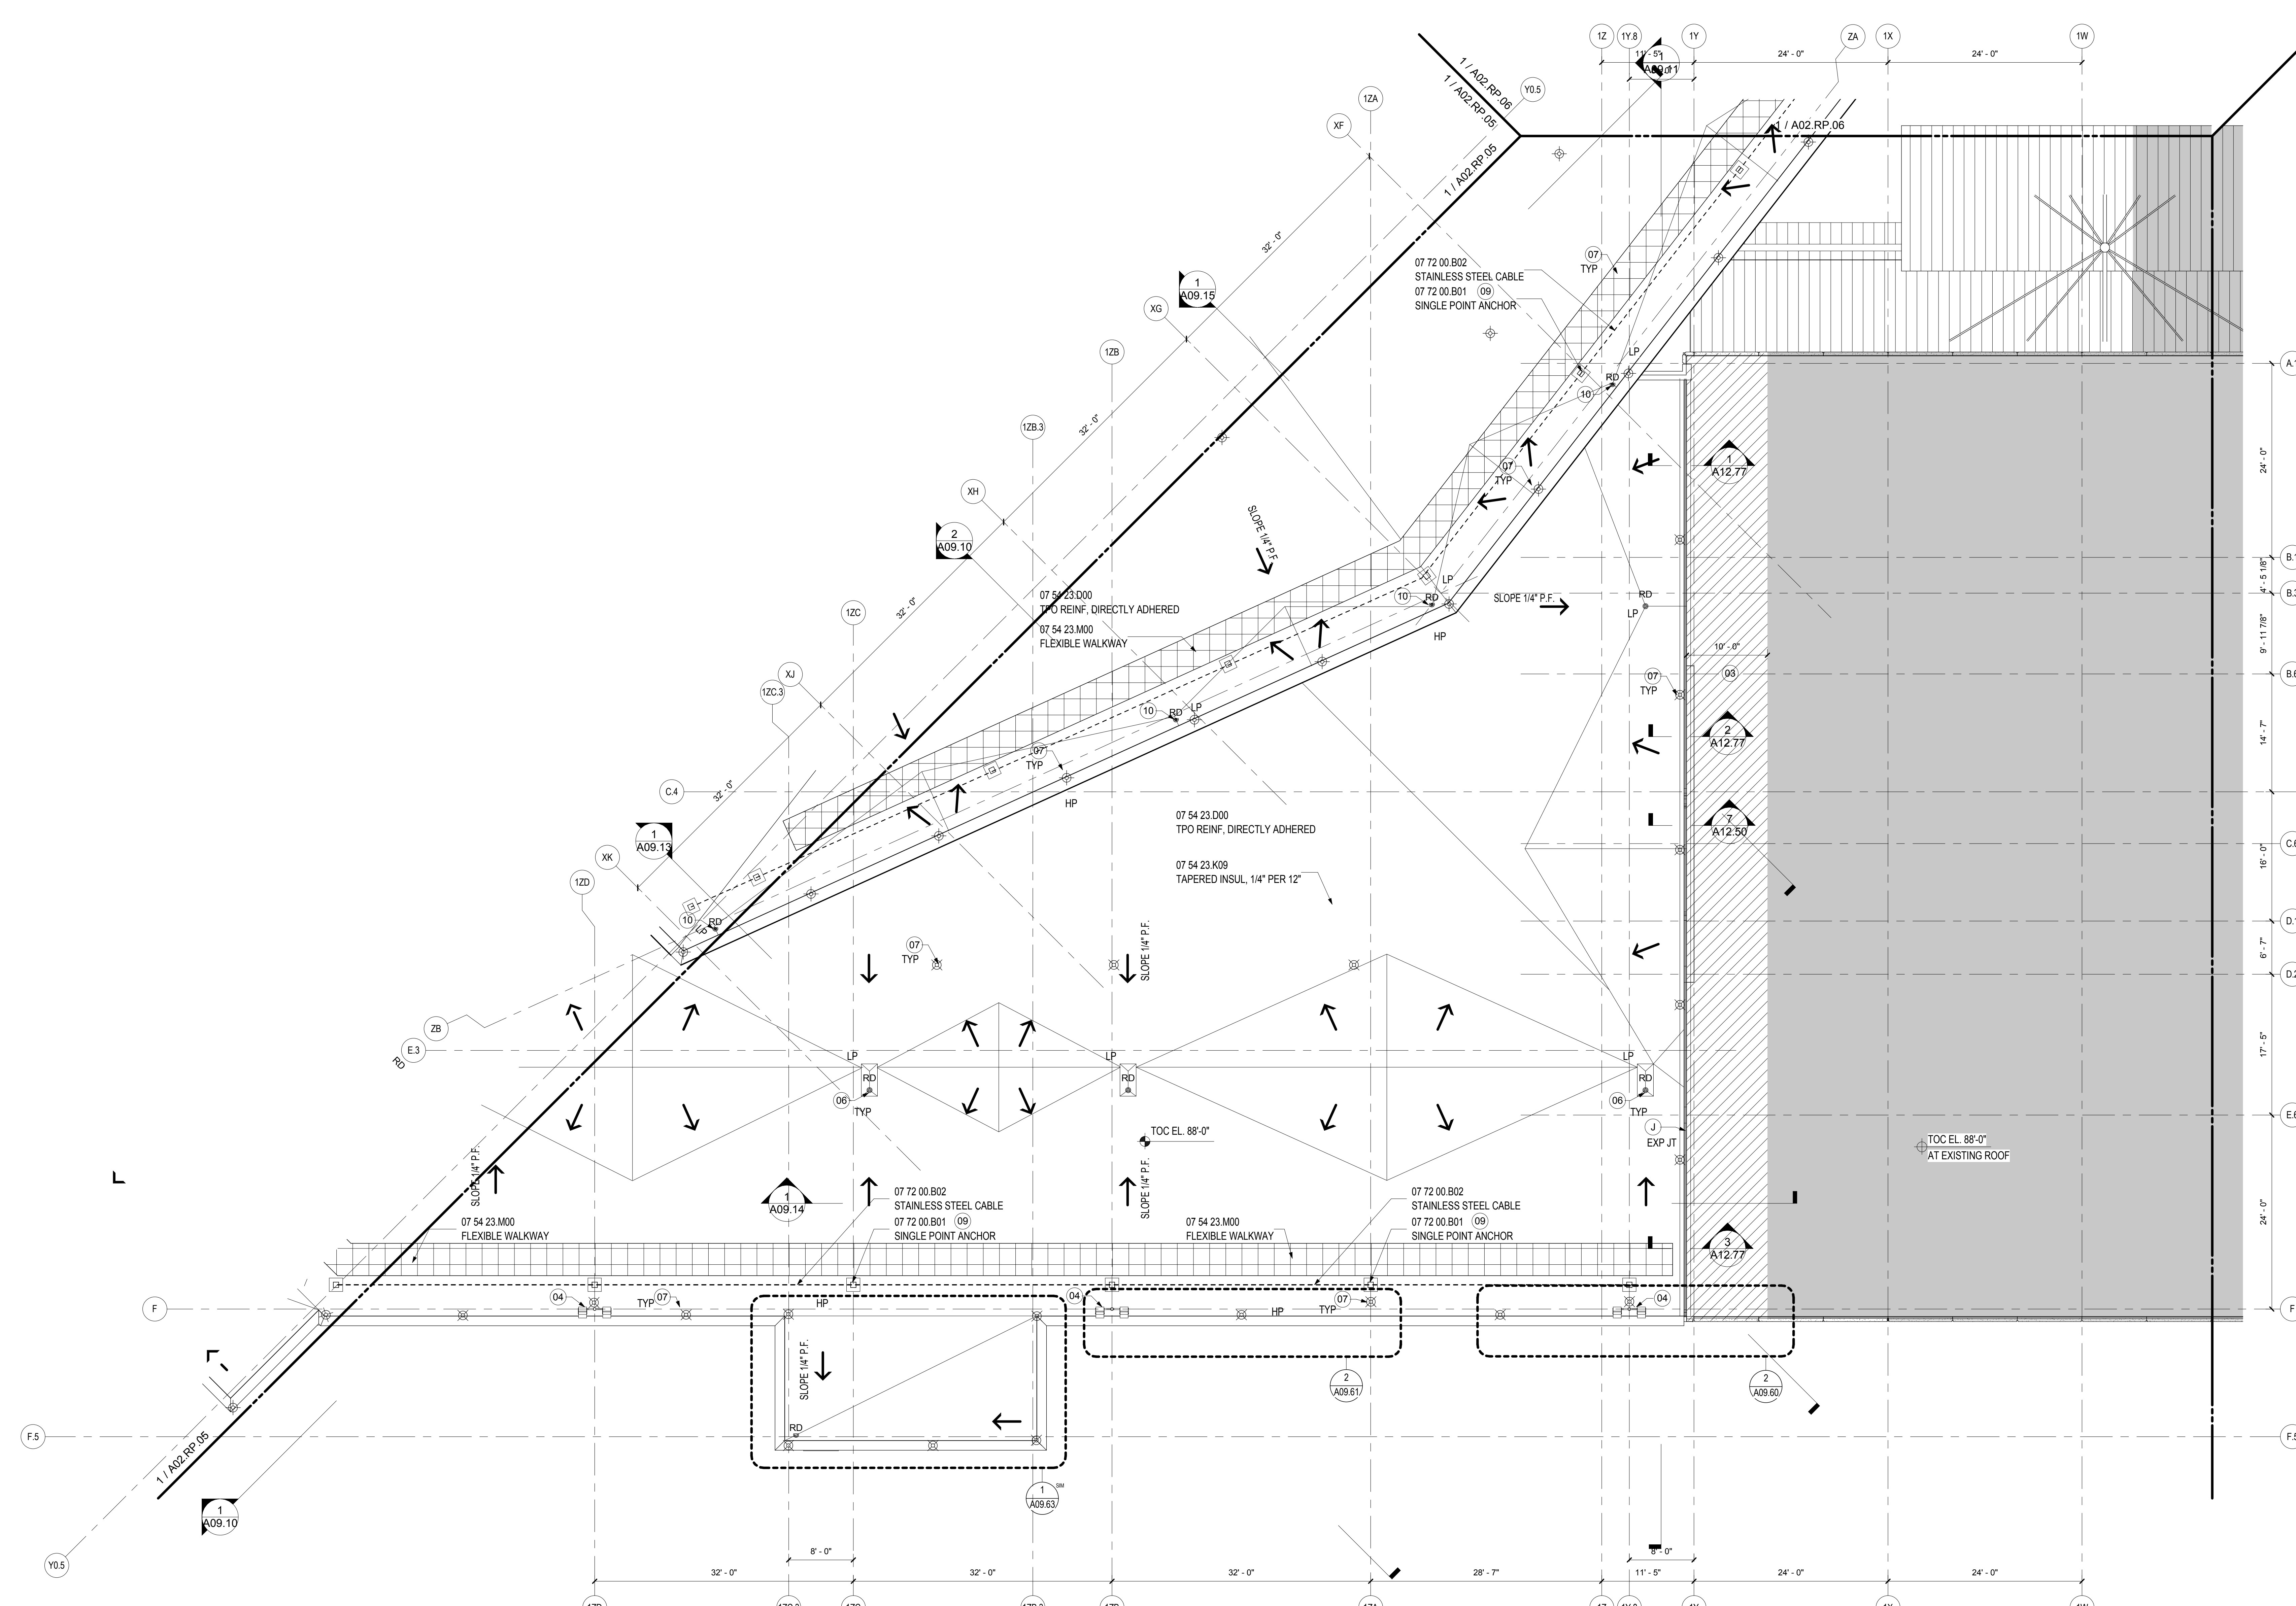 1Z
1Y.8
1Y
ZA
1X
1W
11' - 5"
24' - 0"
24' - 0"
1
A09.11
1 / A02.RP.06
1 / A02.RP.05
Y0.5
1ZA
XF
1 / A02.RP.05
1 / A02.RP.06
32' - 0"
07
TYP
07 72 00.B02
STAINLESS STEEL CABLE
07 72 00.B01 09
SINGLE POINT ANCHOR
1
A09.15
XG
1ZB
LP
RD
10
32' - 0"
1ZB.3
24' - 0"
1
A12.77
07
TYP
XH
2
A09.10
SLOPE 1/4" P.F.
4' - 5 1/8"
LP
RD
10
07 54 23.D00
TPO REINF, DIRECTLY ADHERED
SLOPE 1/4" P.F.
RD
LP
32' - 0"
1ZC
07 54 23.M00
FLEXIBLE WALKWAY
HP
9' - 11 7/8"
10' - 0"
XJ
1ZC.3
07
TYP
03
LP
RD
10
2
A12.77
14' - 7"
07
TYP
C.4
32' - 0"
HP
07 54 23.D00
TPO REINF, DIRECTLY ADHERED
7
A12.50
1
A09.13
XK
16' - 0"
07 54 23.K09
TAPERED INSUL, 1/4" PER 12"
1ZD
10
RD
LP
07
TYP
SLOPE 1/4" P.F.
6' - 7"
ZB
E.3
RD
17' - 5"
LP
LP
LP
RD
RD
RD
06
TYP
06
TYP
J
EXP JT
TOC EL. 88'-0"
TOC EL. 88'-0"
AT EXISTING ROOF
SLOPE 1/4" P.F.
SLOPE 1/4" P.F.
1
A09.14
07 72 00.B02
STAINLESS STEEL CABLE
07 72 00.B01 09
SINGLE POINT ANCHOR
07 72 00.B02
STAINLESS STEEL CABLE
07 72 00.B01 09
SINGLE POINT ANCHOR
24' - 0"
07 54 23.M00
FLEXIBLE WALKWAY
07 54 23.M00
FLEXIBLE WALKWAY
3
A12.77
F
04
TYP
07
HP
04
HP
TYP
07
04
F
SLOPE 1/4" P.F.
2
A09.61
2
A09.60
RD
F.5
1 / A02.RP.05
1
A09.63
SIM
1
A09.10
Y0.5
8' - 0"
8' - 0"
32' - 0"
32' - 0"
32' - 0"
28' - 7"
11' - 5"
24' - 0"
24' - 0"